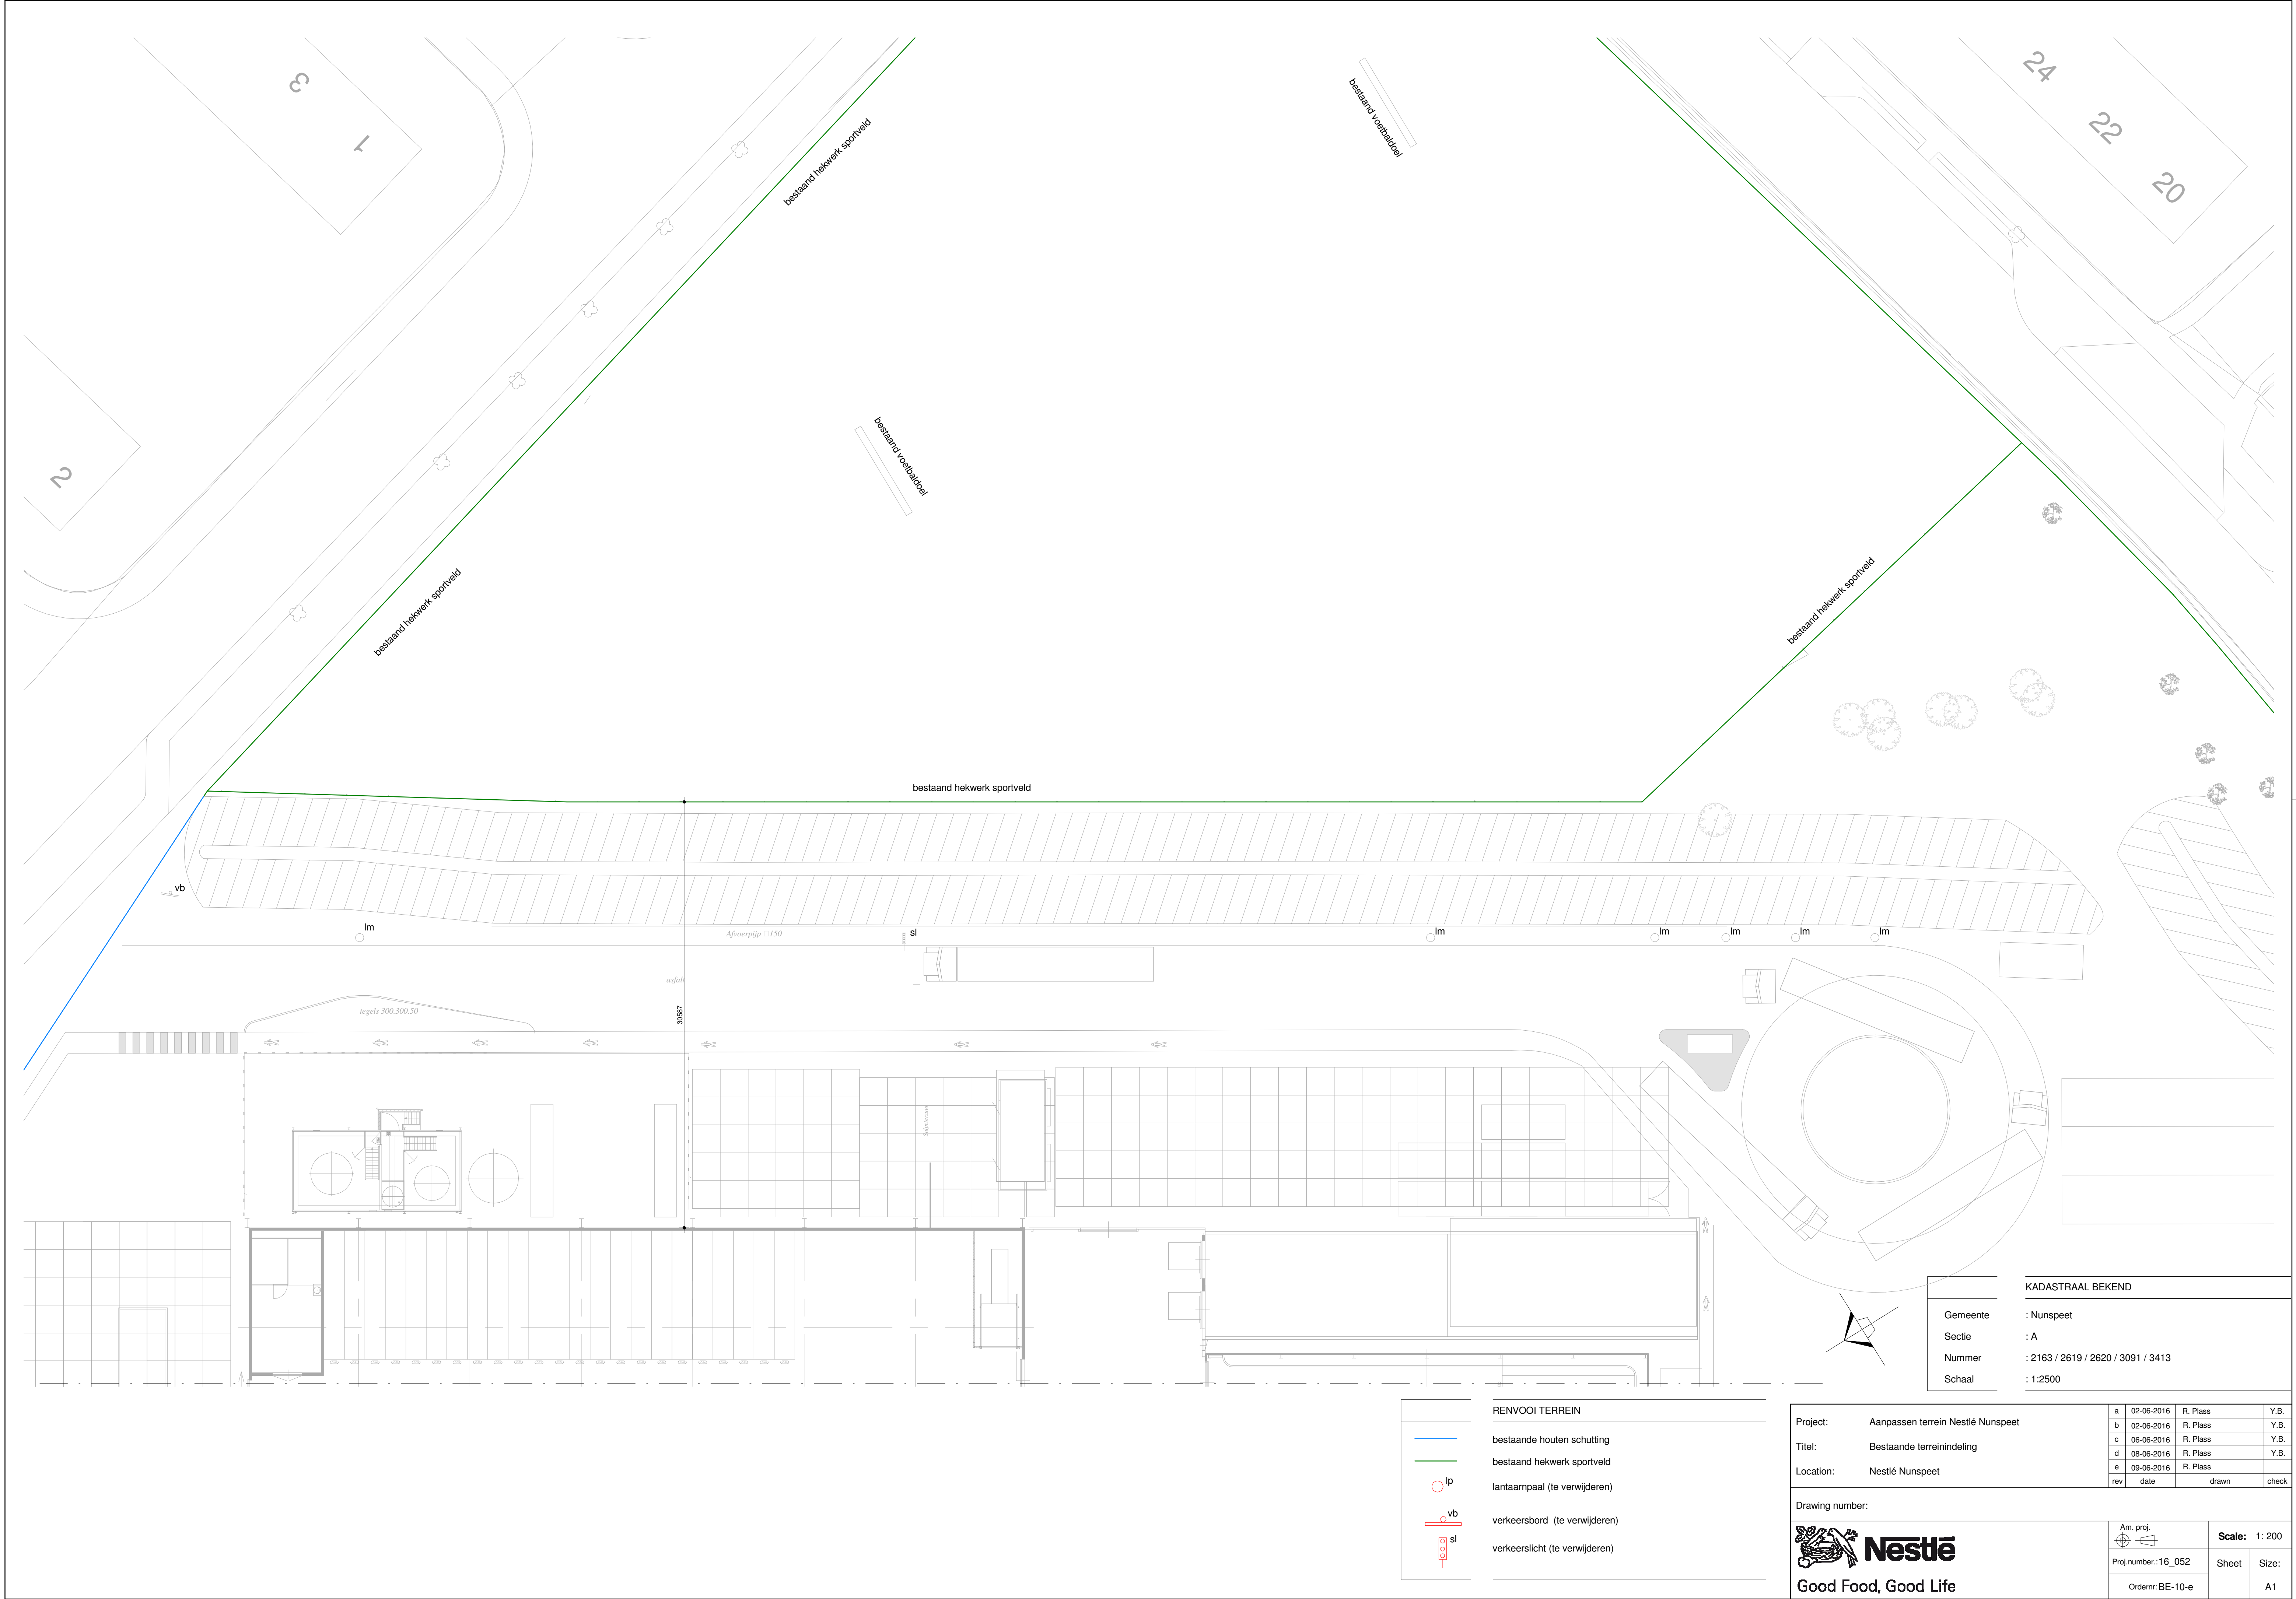 3
1
2
24
22
20
bestaand hekwerk sportveld
bestaand voetbaldoel
bestaand voetbaldoel
bestaand hekwerk sportveld
bestaand hekwerk sportveld
bestaand hekwerk sportveld
vb
lm
Afvoerpijp □150
sl
lm
lm
lm
lm
lm
asfalt
30587
tegels 300.300.50
KADASTRAAL BEKEND
Gemeente : Nunspeet
Sectie : A
Nummer : 2163 / 2619 / 2620 / 3091 / 3413
Schaal : 1:2500
RENVOOI TERREIN
bestaande houten schutting
bestaand hekwerk sportveld
lp lantaarnpaal (te verwijderen)
vb verkeersbord (te verwijderen)
sl verkeerslicht (te verwijderen)
Project: Aanpassen terrein Nestlé Nunspeet
Titel: Bestaande terreinindeling
Location: Nestlé Nunspeet
a 02-06-2016 R. Plass Y.B.
b 02-06-2016 R. Plass Y.B.
c 06-06-2016 R. Plass Y.B.
d 08-06-2016 R. Plass Y.B.
e 09-06-2016 R. Plass
rev date drawn check
Drawing number:
Nestlé
Good Food, Good Life
Am. proj.
Scale: 1: 200
Proj.number.: 16_052
Sheet
Size:
Ordernr: BE-10-e
A1